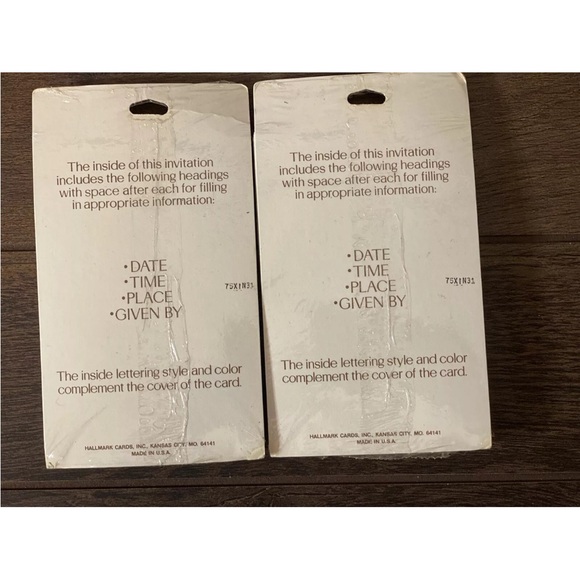 The inside of this invitation
includes the following headings
with space after each for filling
in appropriate information:
•DATE
•TIME
•PLACE
•GIVEN BY
75X1N31
The inside lettering style and color
complement the cover of the card.
HALLMARK CARDS, INC., KANSAS CITY, MO. 64141
MADE IN U.S.A.
The inside of this invitation
includes the following headings
with space after each for filling
in appropriate information:
•DATE
•TIME
•PLACE
•GIVEN BY
75X1N31
The inside lettering style and color
complement the cover of the card.
HALLMARK CARDS, INC., KANSAS CITY, MO. 64141
MADE IN U.S.A.